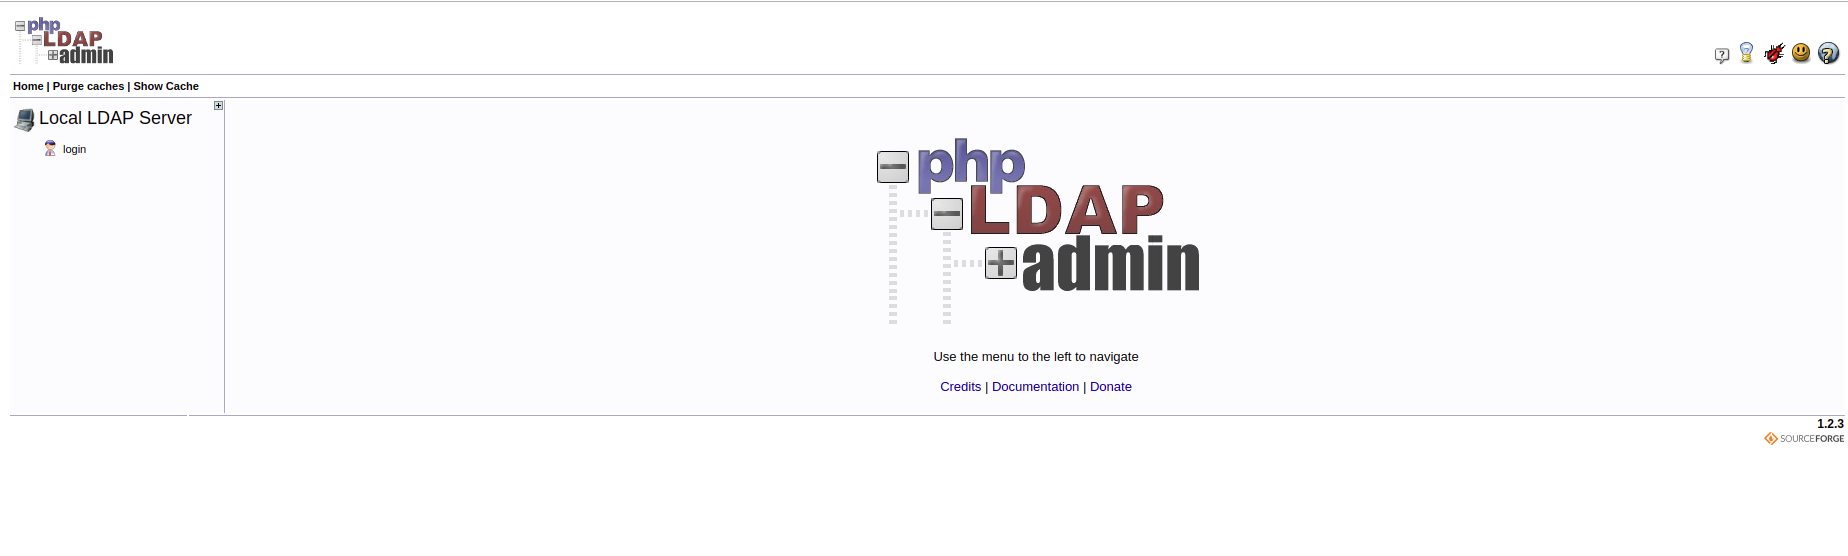 php
LDAP
admin
?
Home | Purge caches | Show Cache
Local LDAP Server
login
php
LDAP
admin
Use the menu to the left to navigate
Credits | Documentation | Donate
1.2.3
SOURCEFORGE